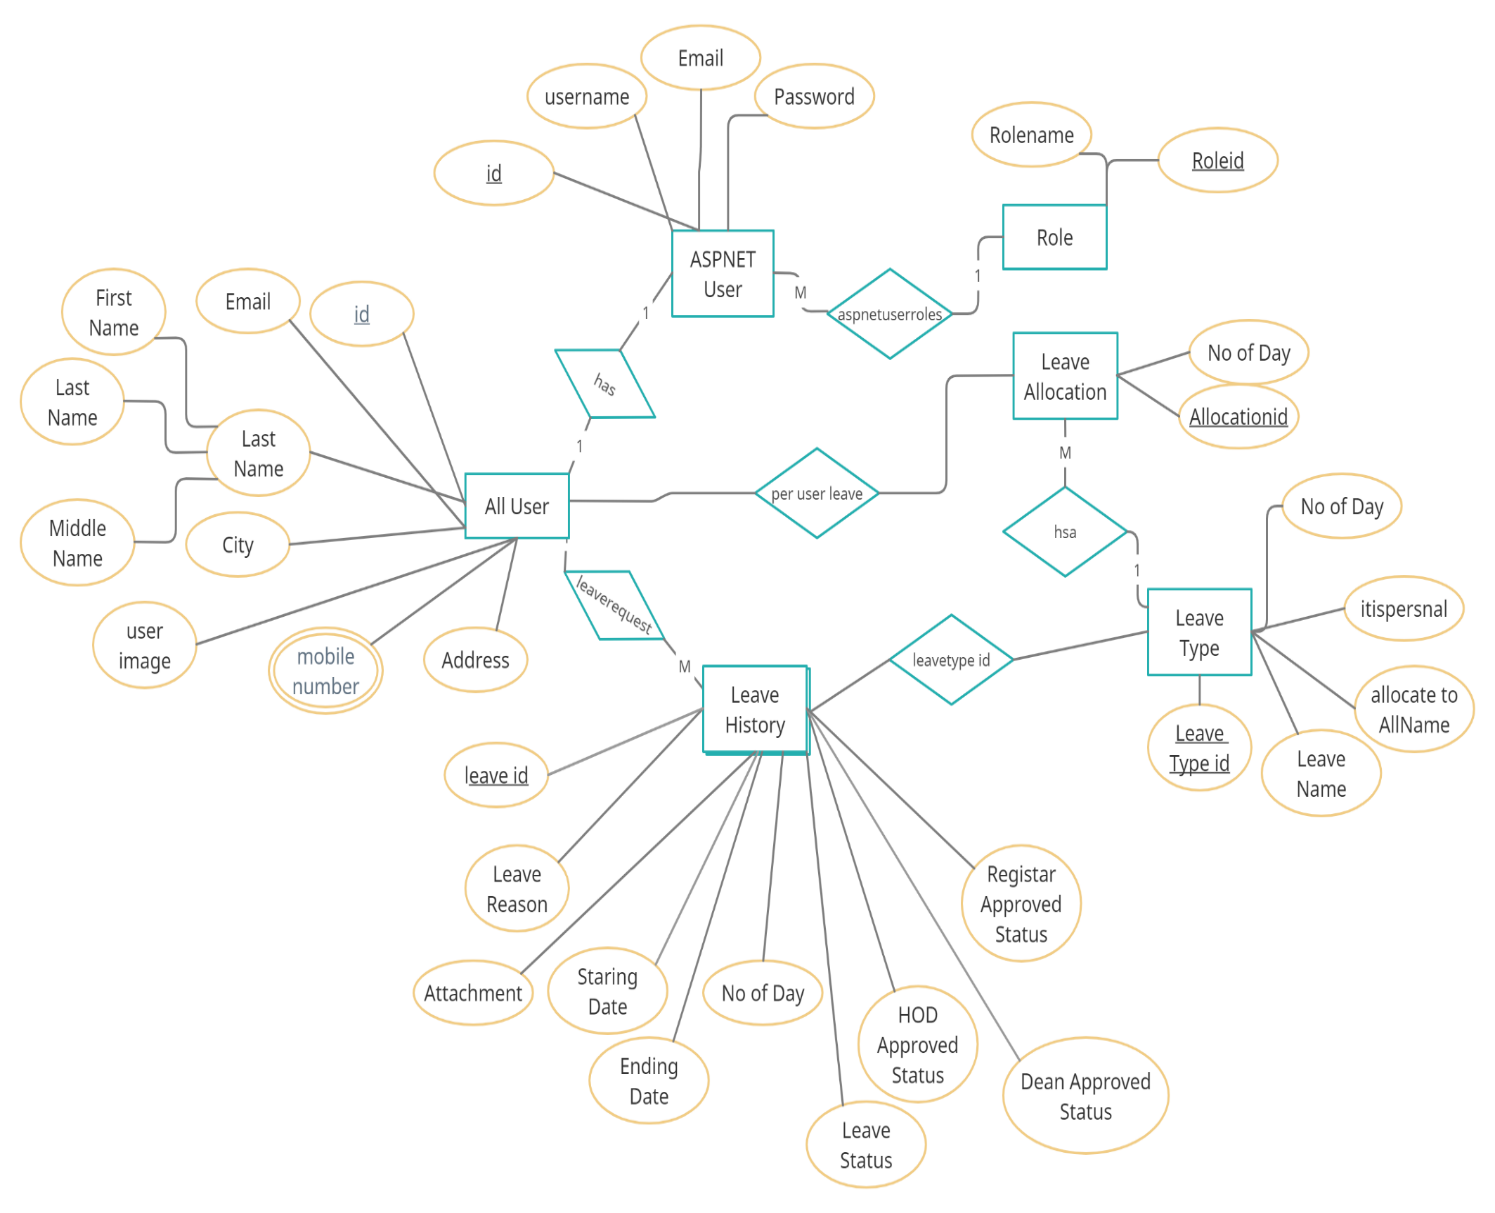 Email
username
Password
id
Rolename
Roleid
ASPNET
User
Role
M
1
aspnetuserroles
1
First
Name
Email
id
Last
Name
Last
Name
Middle
Name
City
user
image
mobile
number
Address
has
1
All User
per user leave
Leave
Allocation
No of Day
Allocationid
M
hsa
1
No of Day
itispersnal
Leave
Type
allocate to
AllName
Leave
Type id
Leave
Name
leaverequest
M
leavetype id
Leave
History
leave id
Leave
Reason
Attachment
Staring
Date
Ending
Date
No of Day
Leave
Status
HOD
Approved
Status
Dean Approved
Status
Registar
Approved
Status